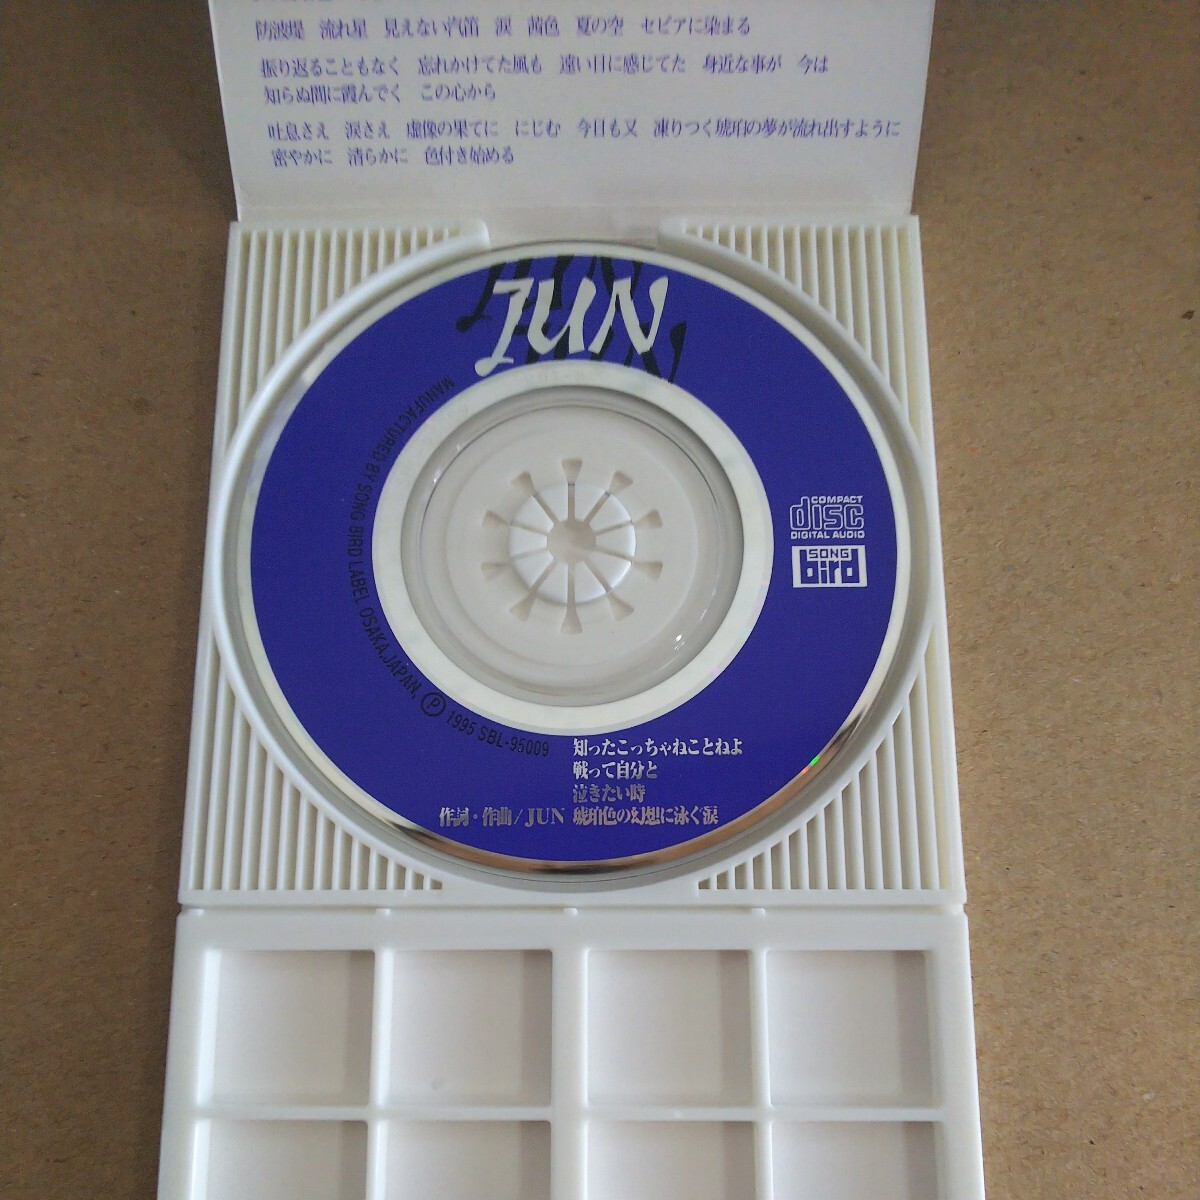 防波堤　流れ星　見えない汽笛　涙　茜色　夏の空　セピアに染まる
振り返ることもなく　忘れかけてた風も　遠い目に感じてた　身近な事が　今は
知らぬ間に霞んでく　この心から
吐息さえ　涙さえ　虚像の果てに　にじむ　今日も又　凍りつく琥珀の夢が流れ出すように
密やかに　清らかに　色付き始める
JUN
COMPACT
disc
DIGITAL AUDIO
SONG
bird
MANUFACTURED BY SONG BIRD LABEL OSAKA,JAPAN, Ⓟ 1995 SBL-95009
知ったこっちゃねことねよ
戦って自分と
泣きたい時
作詞・作曲/JUN 琥珀色の幻想に泳ぐ涙